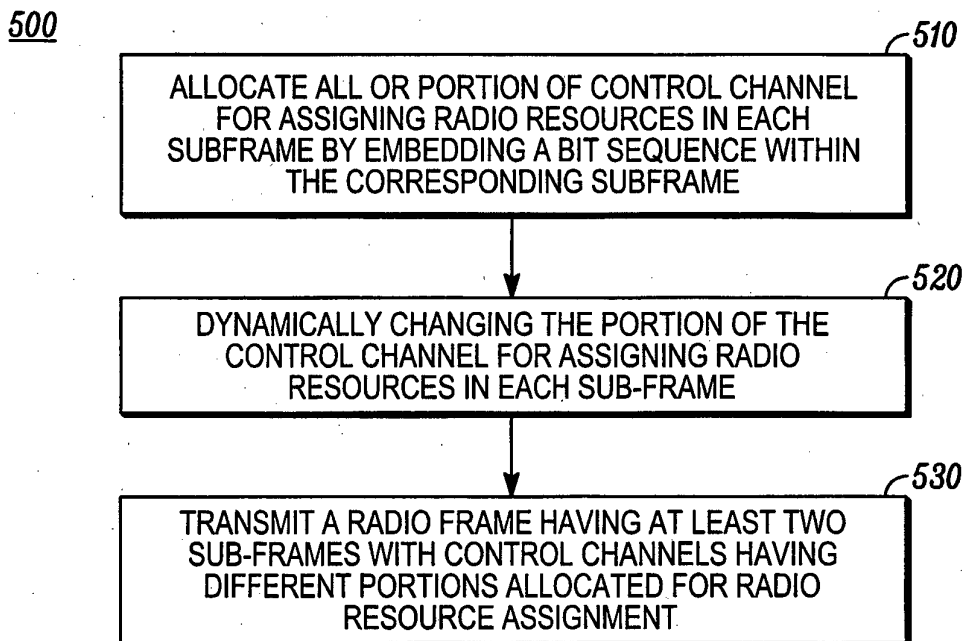 500
510
ALLOCATE ALL OR PORTION OF CONTROL CHANNEL
FOR ASSIGNING RADIO RESOURCES IN EACH
SUBFRAME BY EMBEDDING A BIT SEQUENCE WITHIN
THE CORRESPONDING SUBFRAME
520
DYNAMICALLY CHANGING THE PORTION OF THE
CONTROL CHANNEL FOR ASSIGNING RADIO
RESOURCES IN EACH SUB-FRAME
530
TRANSMIT A RADIO FRAME HAVING AT LEAST TWO
SUB-FRAMES WITH CONTROL CHANNELS HAVING
DIFFERENT PORTIONS ALLOCATED FOR RADIO
RESOURCE ASSIGNMENT